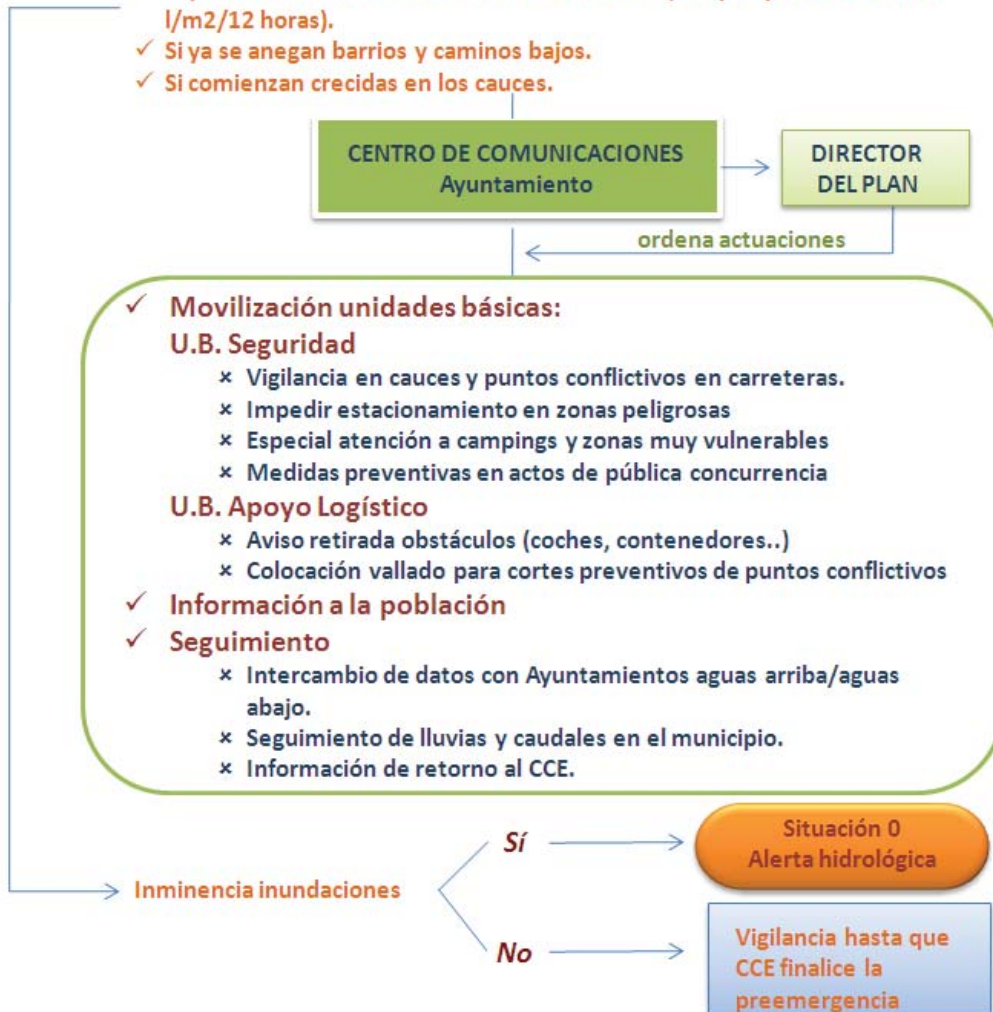 l/m2/12 horas).
✓ Si ya se anegan barrios y caminos bajos.
✓ Si comienzan crecidas en los cauces.
CENTRO DE COMUNICACIONES
Ayuntamiento
DIRECTOR
DEL PLAN
ordena actuaciones
✓ Movilización unidades básicas:
U.B. Seguridad
× Vigilancia en cauces y puntos conflictivos en carreteras.
× Impedir estacionamiento en zonas peligrosas
× Especial atención a campings y zonas muy vulnerables
× Medidas preventivas en actos de pública concurrencia
U.B. Apoyo Logístico
× Aviso retirada obstáculos (coches, contenedores..)
× Colocación vallado para cortes preventivos de puntos conflictivos
✓ Información a la población
✓ Seguimiento
× Intercambio de datos con Ayuntamientos aguas arriba/aguas
abajo.
× Seguimiento de lluvias y caudales en el municipio.
× Información de retorno al CCE.
Inminencia inundaciones
Sí
Situación 0
Alerta hidrológica
No
Vigilancia hasta que
CCE finalice la
preemergencia